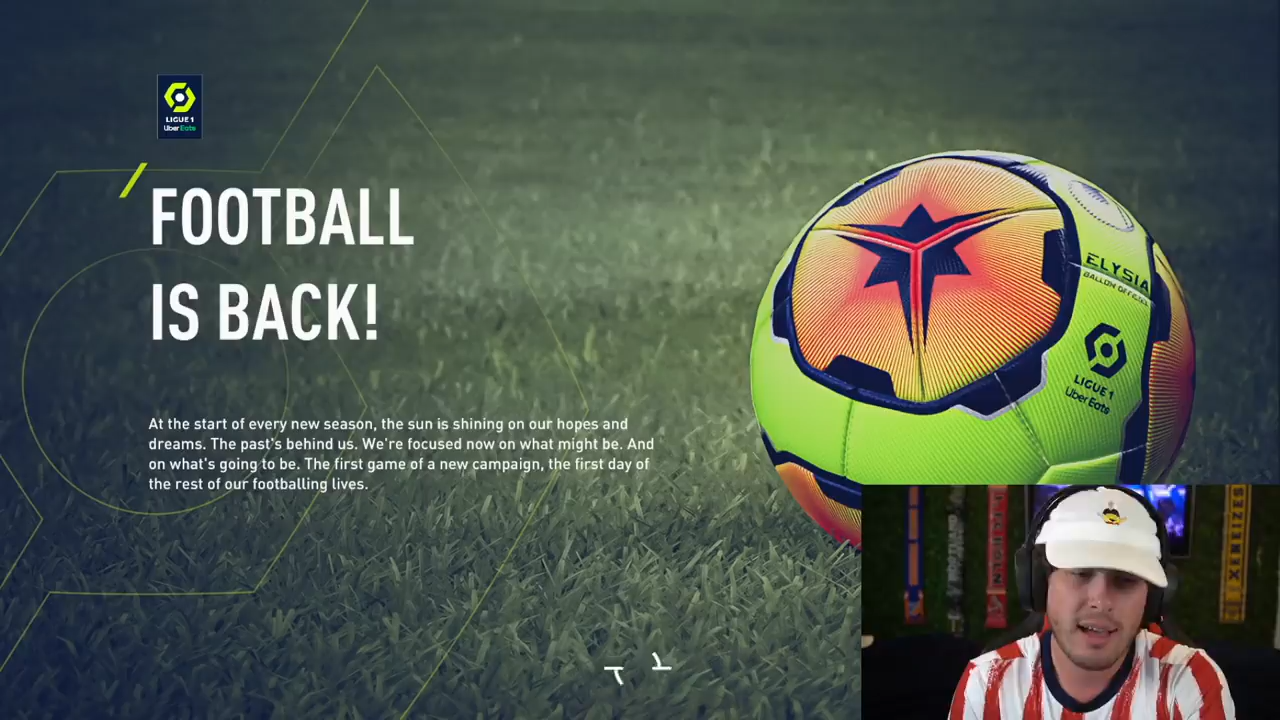 LIGUE 1
Uber Eats
FOOTBALL
IS BACK!
At the start of every new season, the sun is shining on our hopes and
dreams. The past's behind us. We're focused now on what might be. And
on what's going to be. The first game of a new campaign, the first day of
the rest of our footballing lives.
ELYSIA
BALLON OFFICIEL
LIGUE 1
Uber Eats
XENEIZES